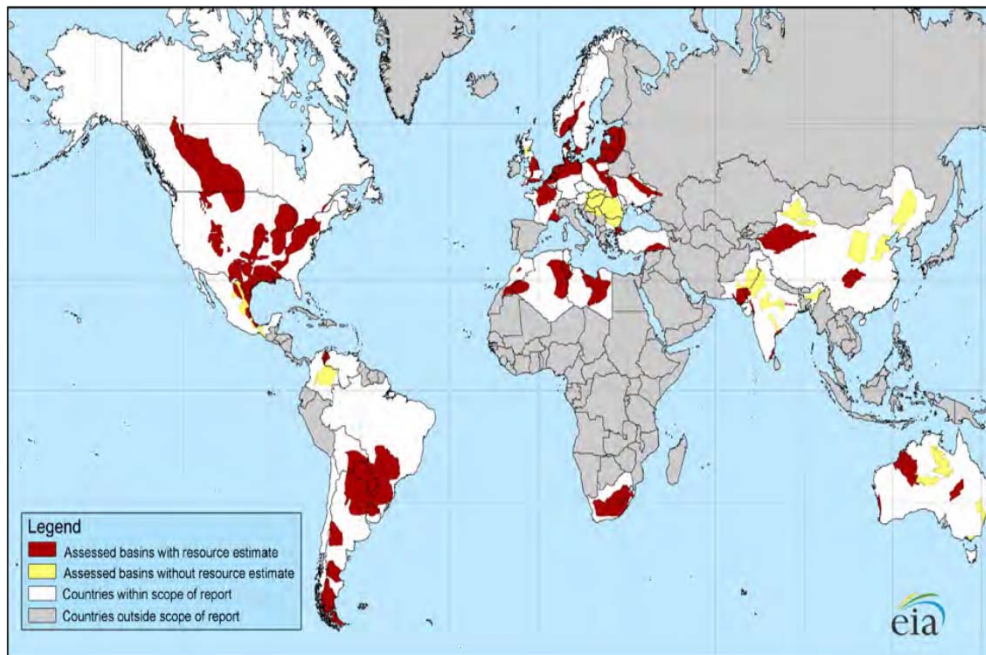 Legend
Assessed basins with resource estimate
Assessed basins without resource estimate
Countries within scope of report
Countries outside scope of report
eia